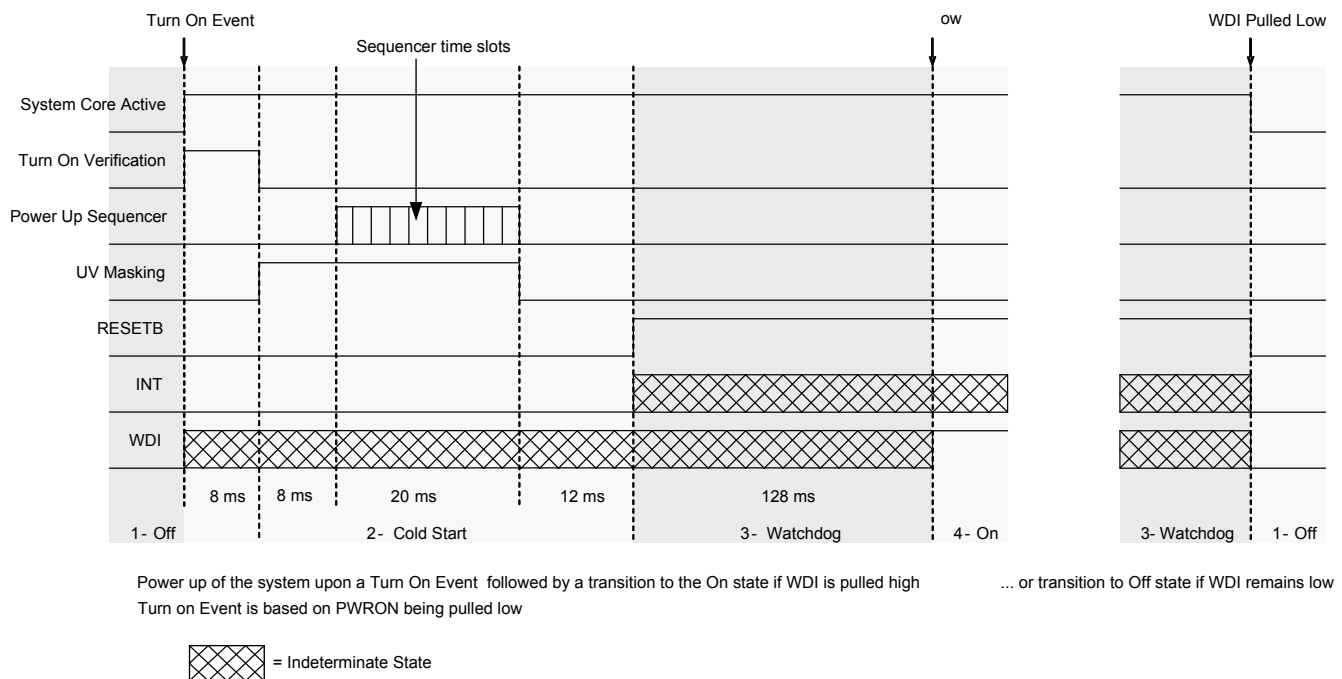 Turn On Event
ow
WDI Pulled Low
Sequencer time slots
System Core Active
Turn On Verification
Power Up Sequencer
UV Masking
RESETB
INT
WDI
8 ms
8 ms
20 ms
12 ms
128 ms
1- Off
2- Cold Start
3- Watchdog
4- On
3- Watchdog
1- Off
Power up of the system upon a Turn On Event followed by a transition to the On state if WDI is pulled high
... or transition to Off state if WDI remains low
Turn on Event is based on PWRON being pulled low
= Indeterminate State